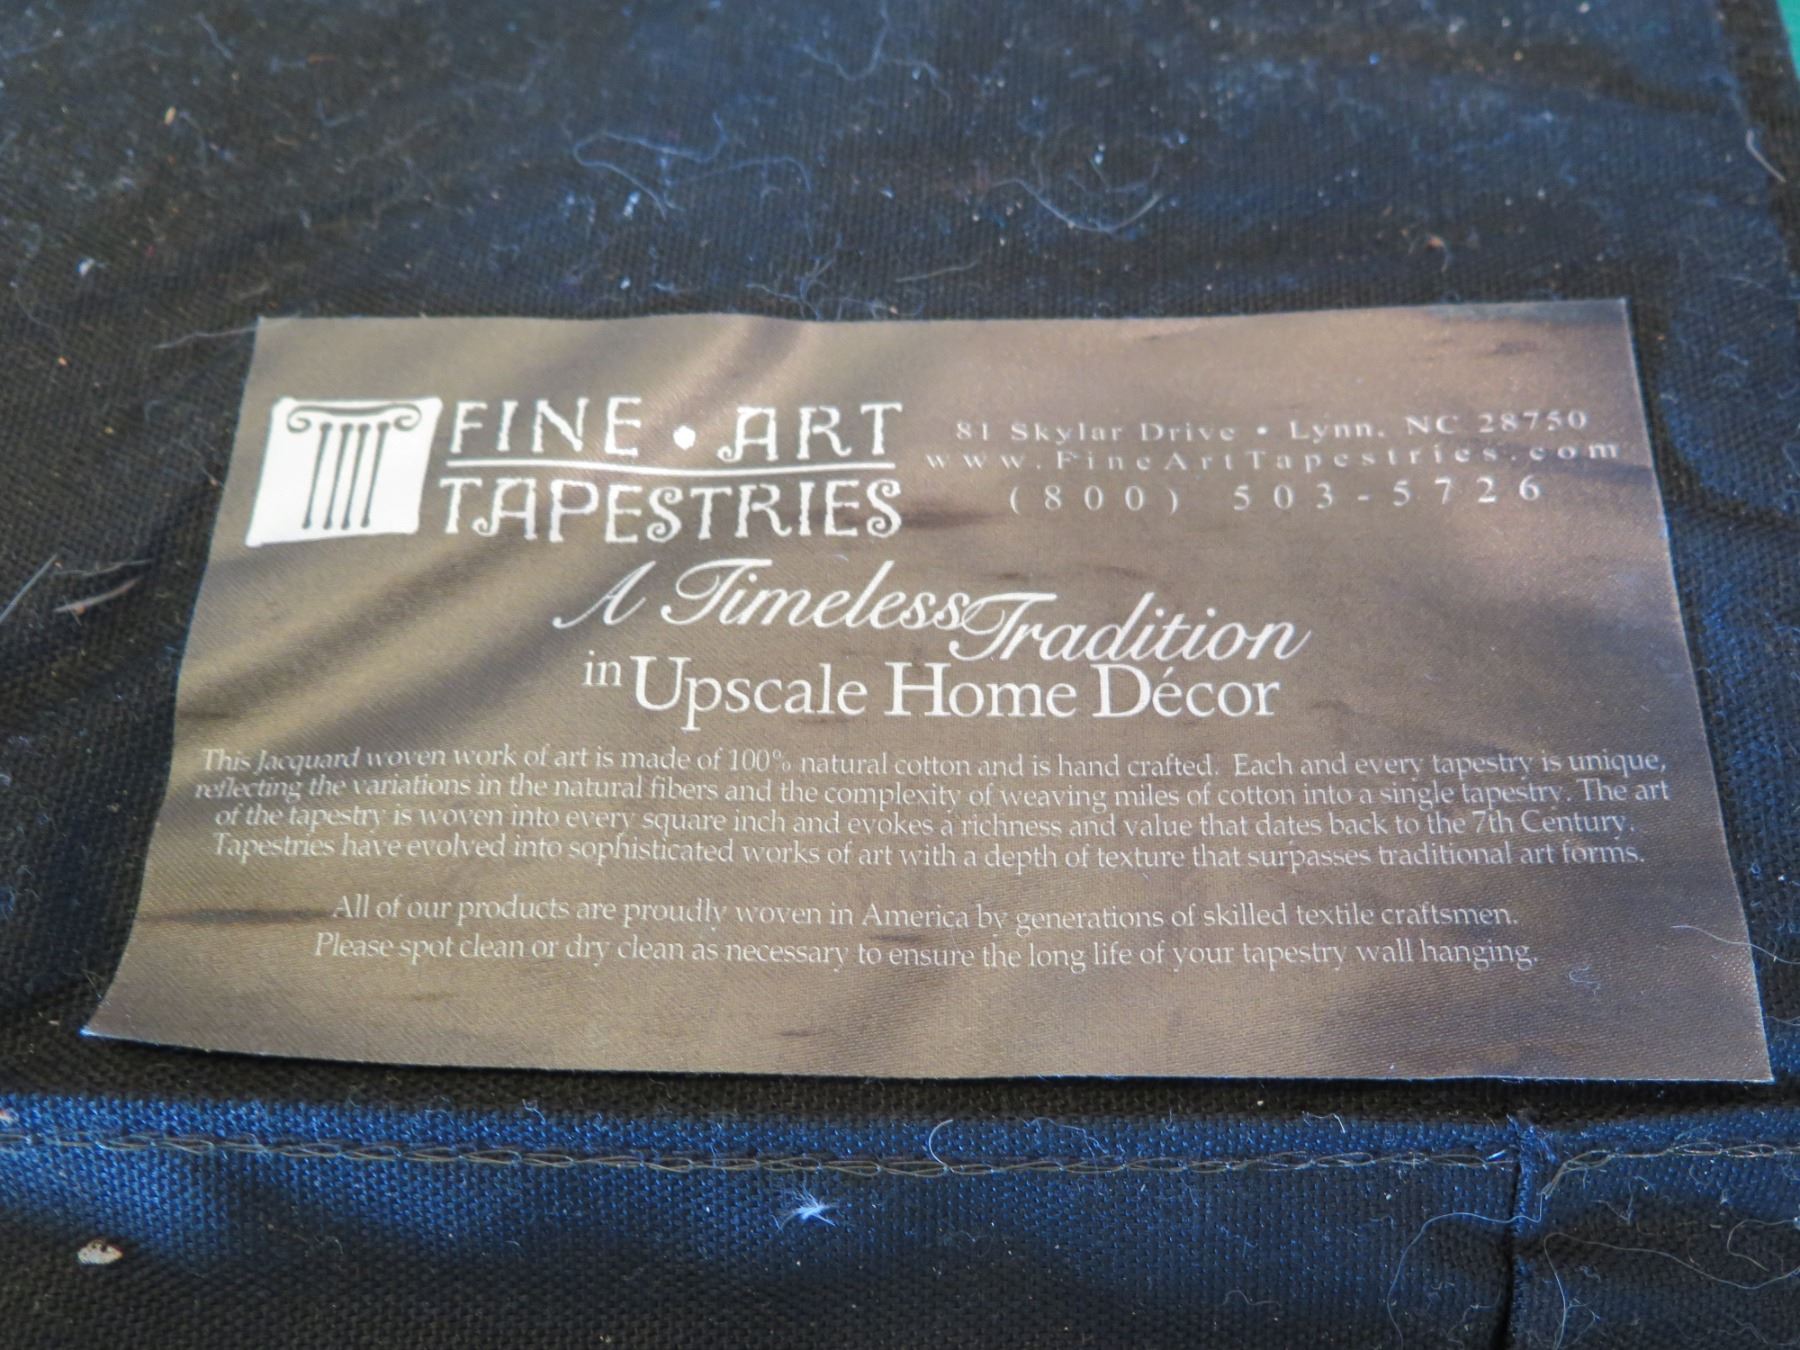 FINE • ART
TAPESTRIES
81 Skylar Drive • Lynn, NC 28750
www.FineArtTapestries.com
(800) 503-5726
A Timeless Tradition
in Upscale Home Décor
This Jacquard woven work of art is made of 100% natural cotton and is hand crafted. Each and every tapestry is unique,
reflecting the variations in the natural fibers and the complexity of weaving miles of cotton into a single tapestry. The art
of the tapestry is woven into every square inch and evokes a richness and value that dates back to the 7th Century.
Tapestries have evolved into sophisticated works of art with a depth of texture that surpasses traditional art forms.
All of our products are proudly woven in America by generations of skilled textile craftsmen.
Please spot clean or dry clean as necessary to ensure the long life of your tapestry wall hanging.